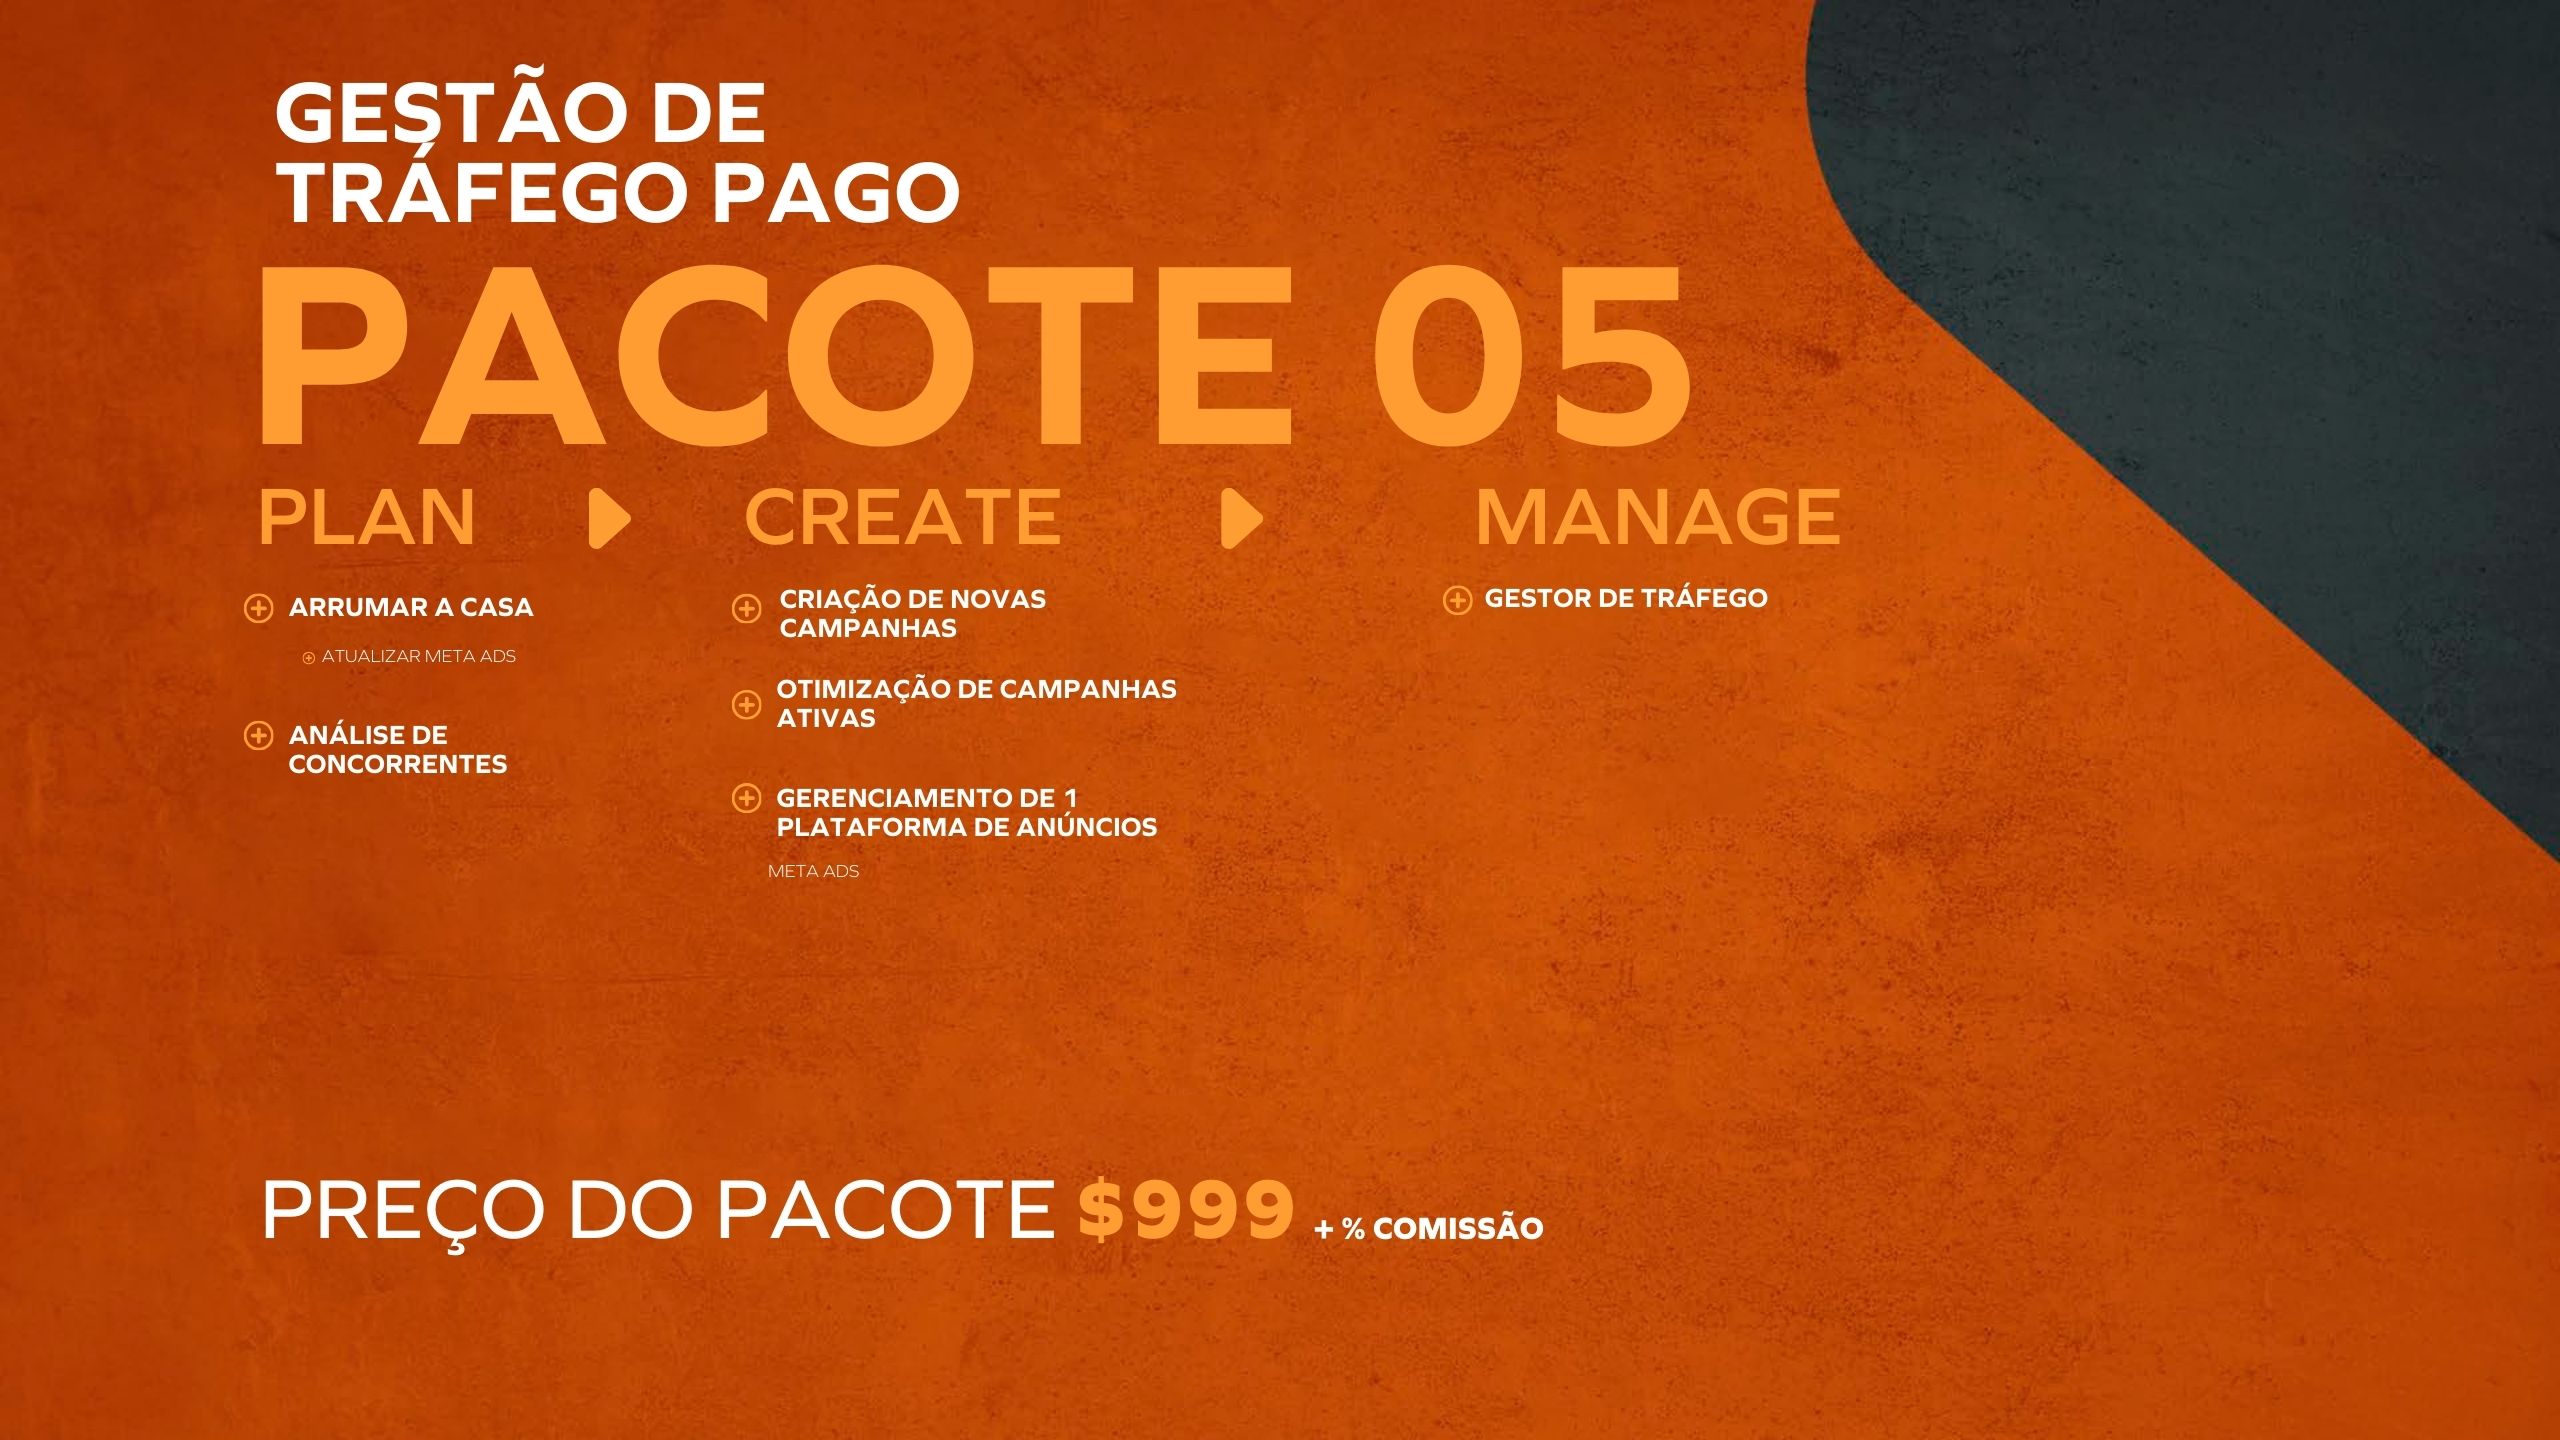 GESTÃO DE
TRÁFEGO PAGO
PACOTE 05
PLAN
ARRUMAR A CASA
ATUALIZAR META ADS
ANÁLISE DE
CONCORRENTES
CREATE
CRIAÇÃO DE NOVAS
CAMPANHAS
OTIMIZAÇÃO DE CAMPANHAS
ATIVAS
GERENCIAMENTO DE 1
PLATAFORMA DE ANÚNCIOS
META ADS
MANAGE
GESTOR DE TRÁFEGO
PREÇO DO PACOTE $999 + % COMISSÃO